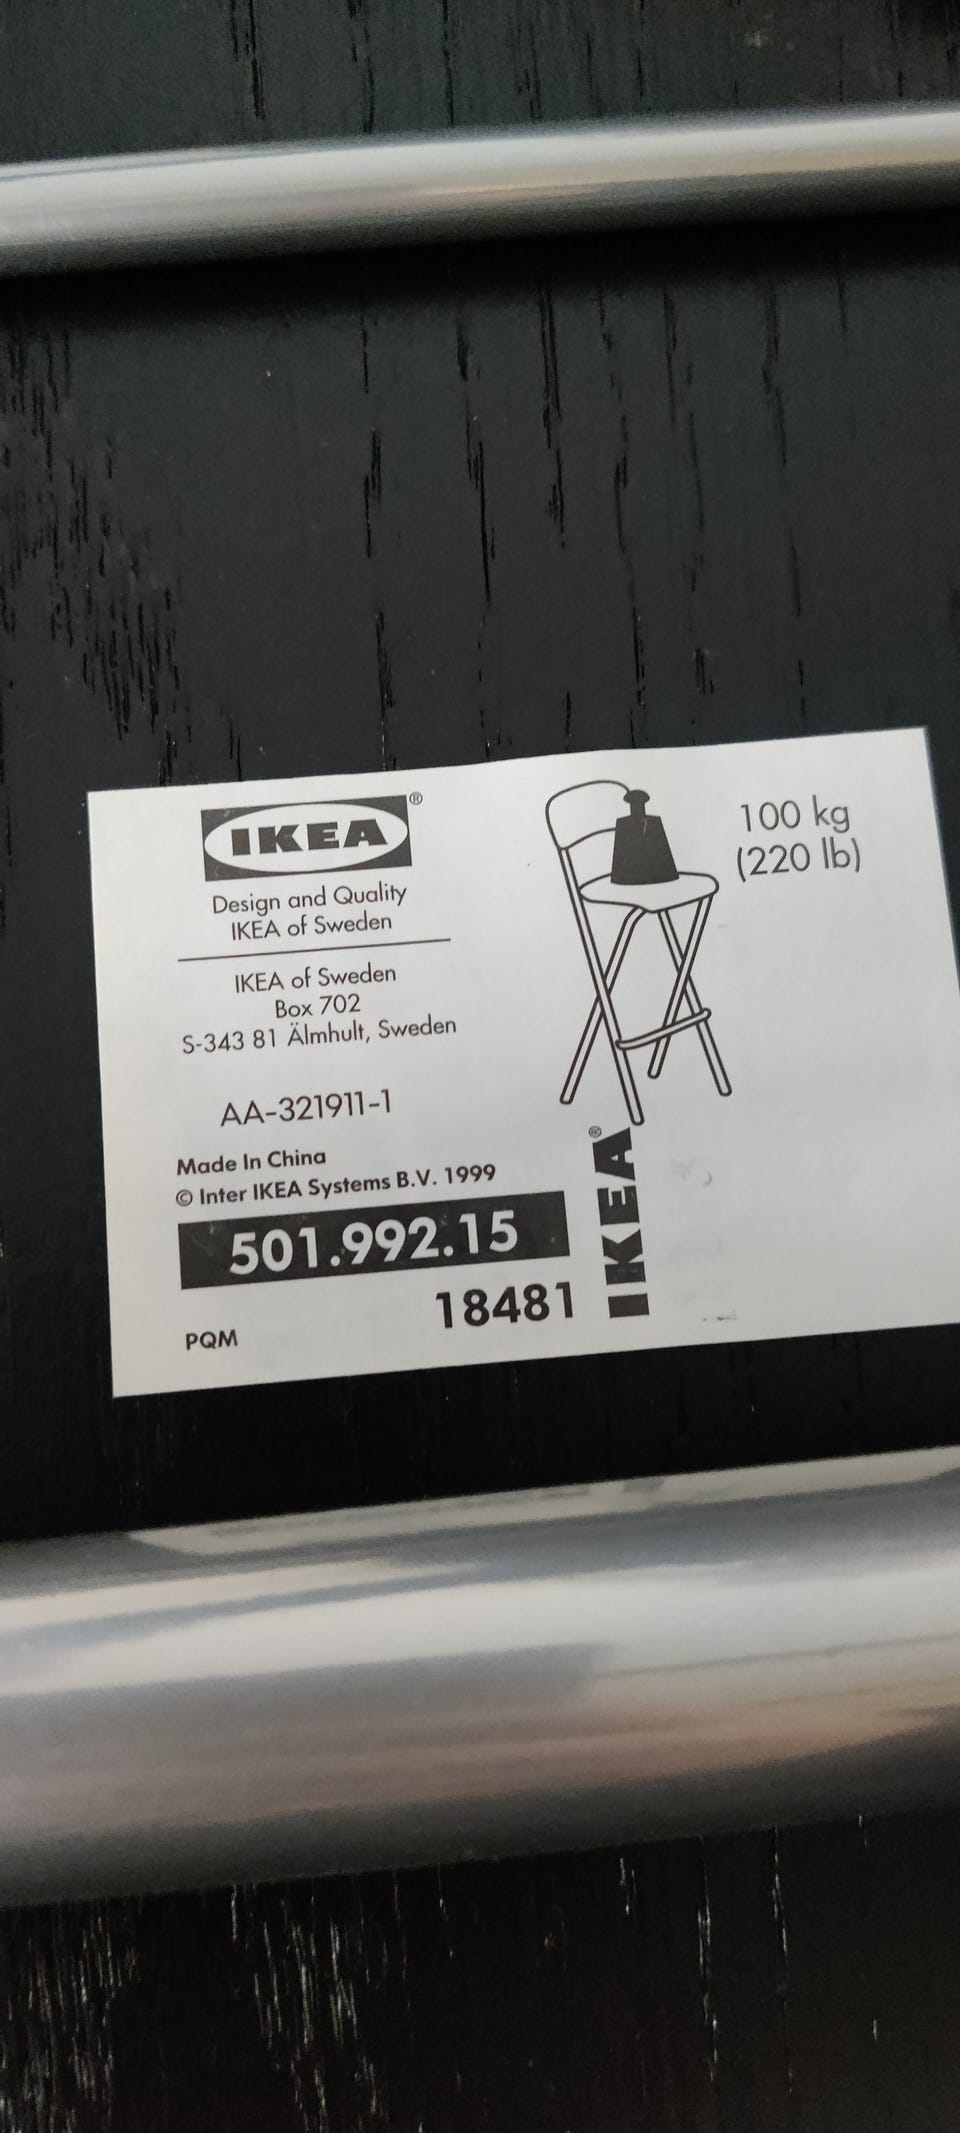 IKEA®
Design and Quality
IKEA of Sweden
IKEA of Sweden
Box 702
S-343 81 Älmhult, Sweden
AA-321911-1
Made In China
© Inter IKEA Systems B.V. 1999
501.992.15
18481
PQM
100 kg
(220 lb)
IKEA®